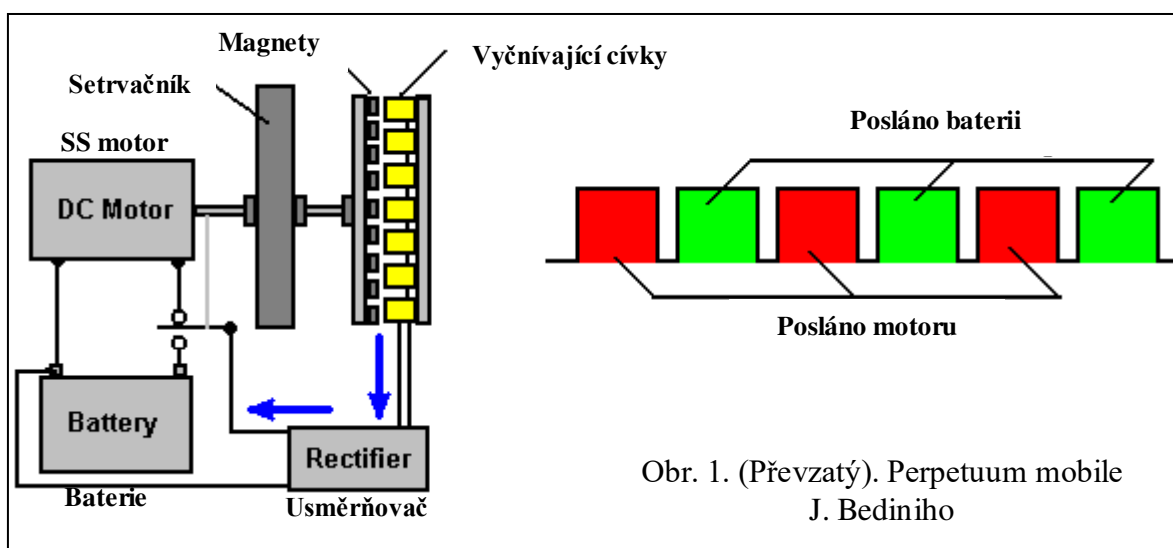 Magnety
Vyčnívající cívky
Setrvačník
SS motor
DC Motor
Battery
Baterie
Rectifier
Usměrňovač
Posláno baterii
Posláno motoru
Obr. 1. (Převzatý). Perpetuum mobile
J. Bediniho